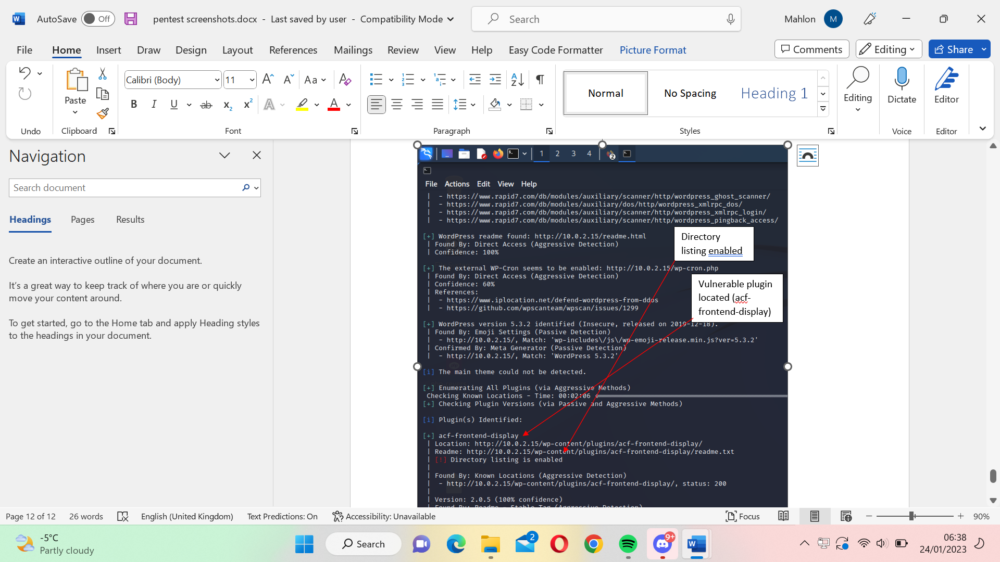 AutoSave Off pentest screenshots.docx - Last saved by user - Compatibility Mode Search Mahlon M
File Home Insert Draw Design Layout References Mailings Review View Help Easy Code Formatter Picture Format Comments Editing Share
Calibri (Body) 11 Aa
Paste B I U ab x2 x2 A A Normal No Spacing Heading 1 Editing Dictate Editor
Undo Clipboard Font Paragraph Styles Voice Editor
Navigation
Search document
Headings Pages Results
Create an interactive outline of your document.
It's a great way to keep track of where you are or quickly
move your content around.
To get started, go to the Home tab and apply Heading styles
to the headings in your document.
1 2 3 4 2
File Actions Edit View Help
| - https://www.rapid7.com/db/modules/auxiliary/scanner/http/wordpress_ghost_scanner/
| - https://www.rapid7.com/db/modules/auxiliary/dos/http/wordpress_xmlrpc_dos/
| - https://www.rapid7.com/db/modules/auxiliary/scanner/http/wordpress_xmlrpc_login/
| - https://www.rapid7.com/db/modules/auxiliary/scanner/http/wordpress_pingback_access/
[+] WordPress readme found: http://10.0.2.15/readme.html
| Found By: Direct Access (Aggressive Detection)
| Confidence: 100%
Directory
listing enabled
[+] The external WP-Cron seems to be enabled: http://10.0.2.15/wp-cron.php
| Found By: Direct Access (Aggressive Detection)
| Confidence: 60%
| References:
| - https://www.iplocation.net/defend-wordpress-from-ddos
| - https://github.com/wpscanteam/wpscan/issues/1299
Vulnerable plugin
located (acf-
frontend-display)
[+] WordPress version 5.3.2 identified (Insecure, released on 2019-12-18).
| Found By: Emoji Settings (Passive Detection)
| - http://10.0.2.15/, Match: 'wp-includes\/js\/wp-emoji-release.min.js?ver=5.3.2'
| Confirmed By: Meta Generator (Passive Detection)
| - http://10.0.2.15/, Match: 'WordPress 5.3.2'
[i] The main theme could not be detected.
[+] Enumerating All Plugins (via Aggressive Methods)
Checking Known Locations - Time: 00:02:06
[+] Checking Plugin Versions (via Passive and Aggressive Methods)
[i] Plugin(s) Identified:
[+] acf-frontend-display
| Location: http://10.0.2.15/wp-content/plugins/acf-frontend-display/
| Readme: http://10.0.2.15/wp-content/plugins/acf-frontend-display/readme.txt
| [!] Directory listing is enabled
|
| Found By: Known Locations (Aggressive Detection)
| - http://10.0.2.15/wp-content/plugins/acf-frontend-display/, status: 200
|
| Version: 2.0.5 (100% confidence)
| Found By: Readme - Stable Tag (Aggressive Detection)
Page 12 of 12 26 words English (United Kingdom) Text Predictions: On Accessibility: Unavailable Focus 90%
-5°C
Partly cloudy
Search 2 9+
06:38
24/01/2023